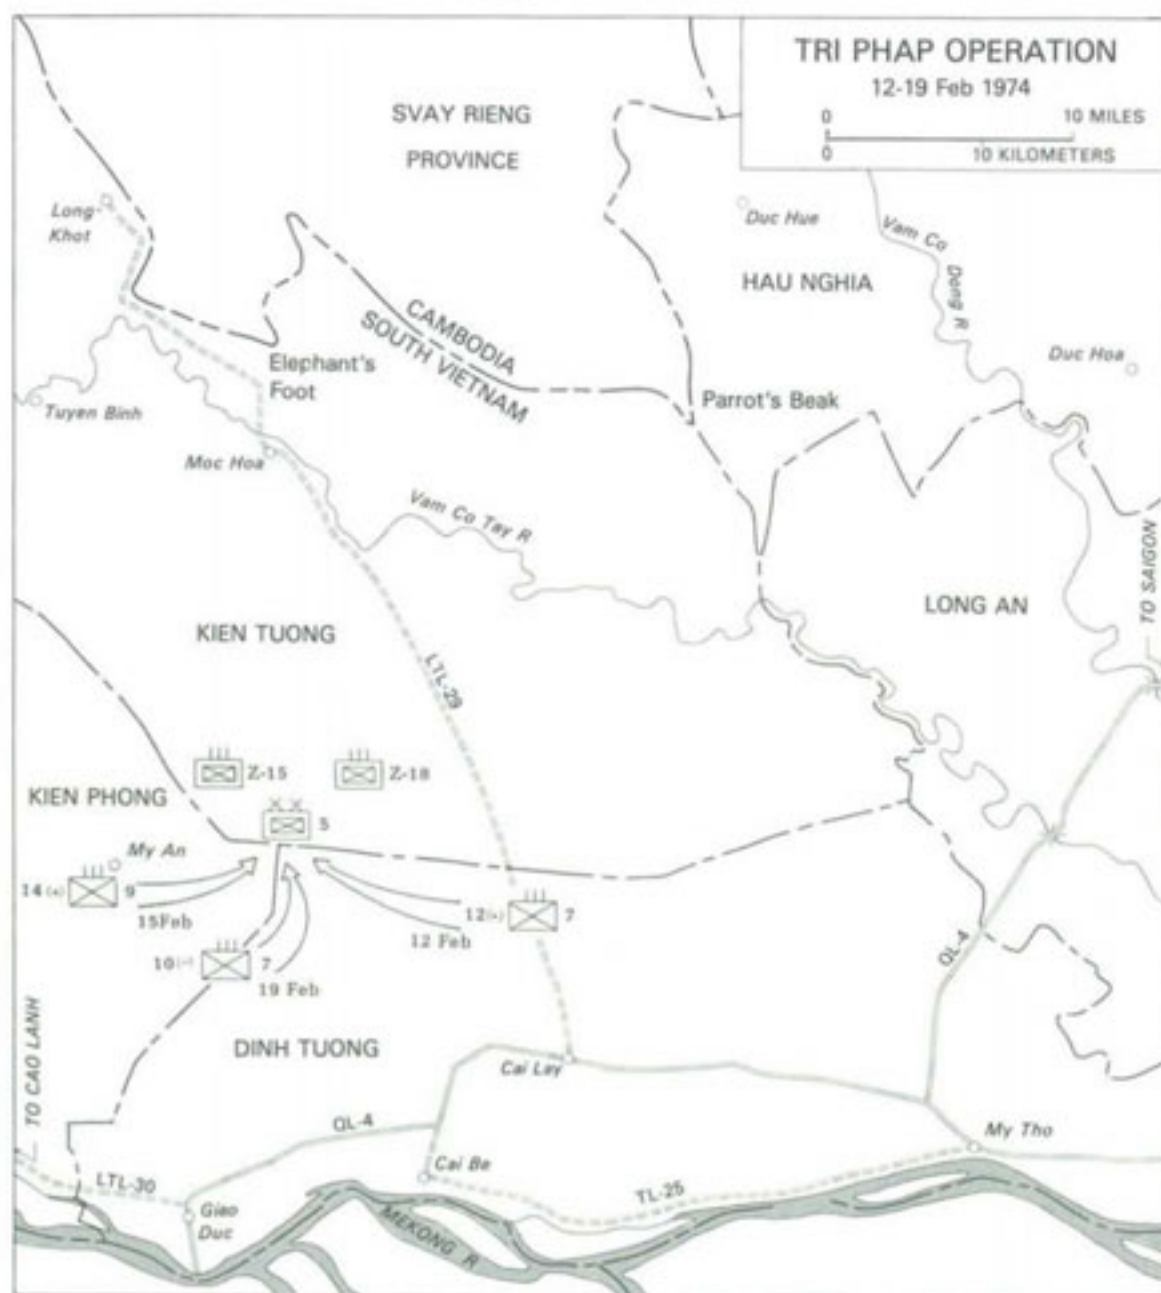 TRI PHAP OPERATION
12-19 Feb 1974
0 10 MILES
0 10 KILOMETERS
SVAY RIENG
PROVINCE
Long-
Khot
Duc Hue
Vam Co Dong R
HAU NGHIA
CAMBODIA
SOUTH VIETNAM
Elephant's
Foot
Duc Hoa
Tuyen Binh
Parrot's Beak
Moc Hoa
Vam Co Tay R
TO SAIGON
LONG AN
KIEN TUONG
LTL-29
Z-15
Z-18
KIEN PHONG
5
My An
14 (+) 9
15Feb
12(-) 7
12 Feb
10(-) 7
19 Feb
QL-4
DINH TUONG
TO CAO LANH
Cai Lay
QL-4
My Tho
Cai Be
LTL-30
TL-25
Giao
Duc
MEKONG R